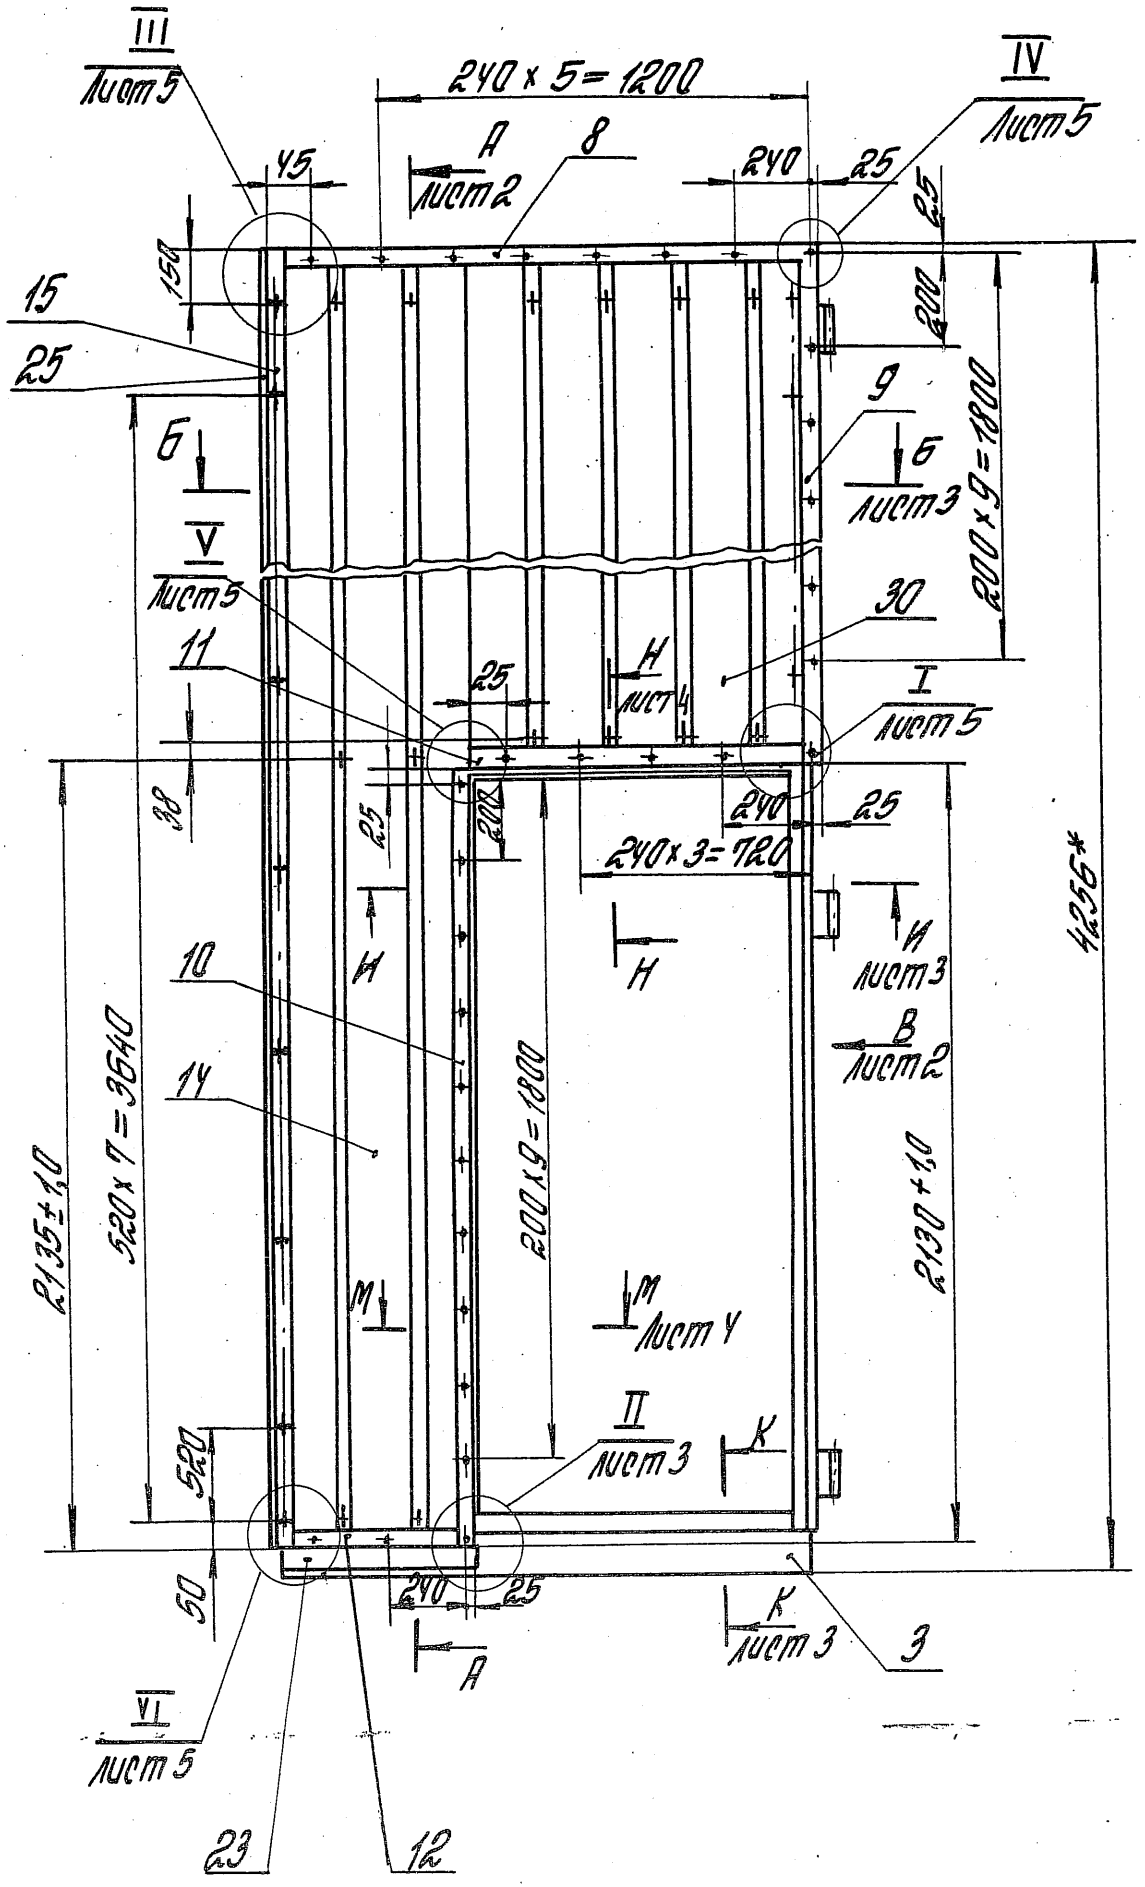 III
Лист 5
240 x 5 = 1200
IV
Лист 5
А
лист 2
8
45
240
25
25
150
200
15
25
9
200 x 9 = 1800
Б
Б
лист 3
V
Лист 5
30
11
25
Н
лист 4
I
Лист 5
38
25
200
240
25
240 x 3 = 720
4256*
И
Н
И
лист 3
10
В
лист 2
14
520 x 7 = 3640
200 x 9 = 1800
2135 ± 1,0
2130 + 1,0
М
М
Лист 4
II
лист 3
К
520
50
240
25
А
К
лист 3
3
VI
лист 5
23
12